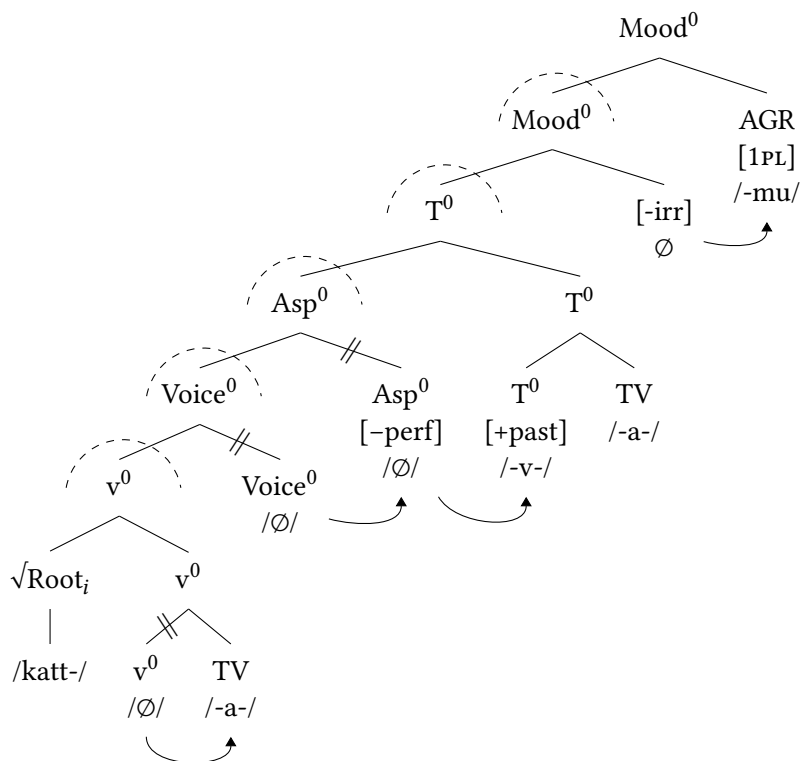 Mood⁰
Mood⁰ AGR
[1PL]
/-mu/
T⁰ [-irr]
∅
Asp⁰ T⁰
Voice⁰ Asp⁰ T⁰ TV
[−perf] [+past] /-a-/
/∅/ /-v-/
v⁰ Voice⁰
/∅/
√Rootᵢ v⁰
/katt-/ v⁰ TV
/∅/ /-a-/